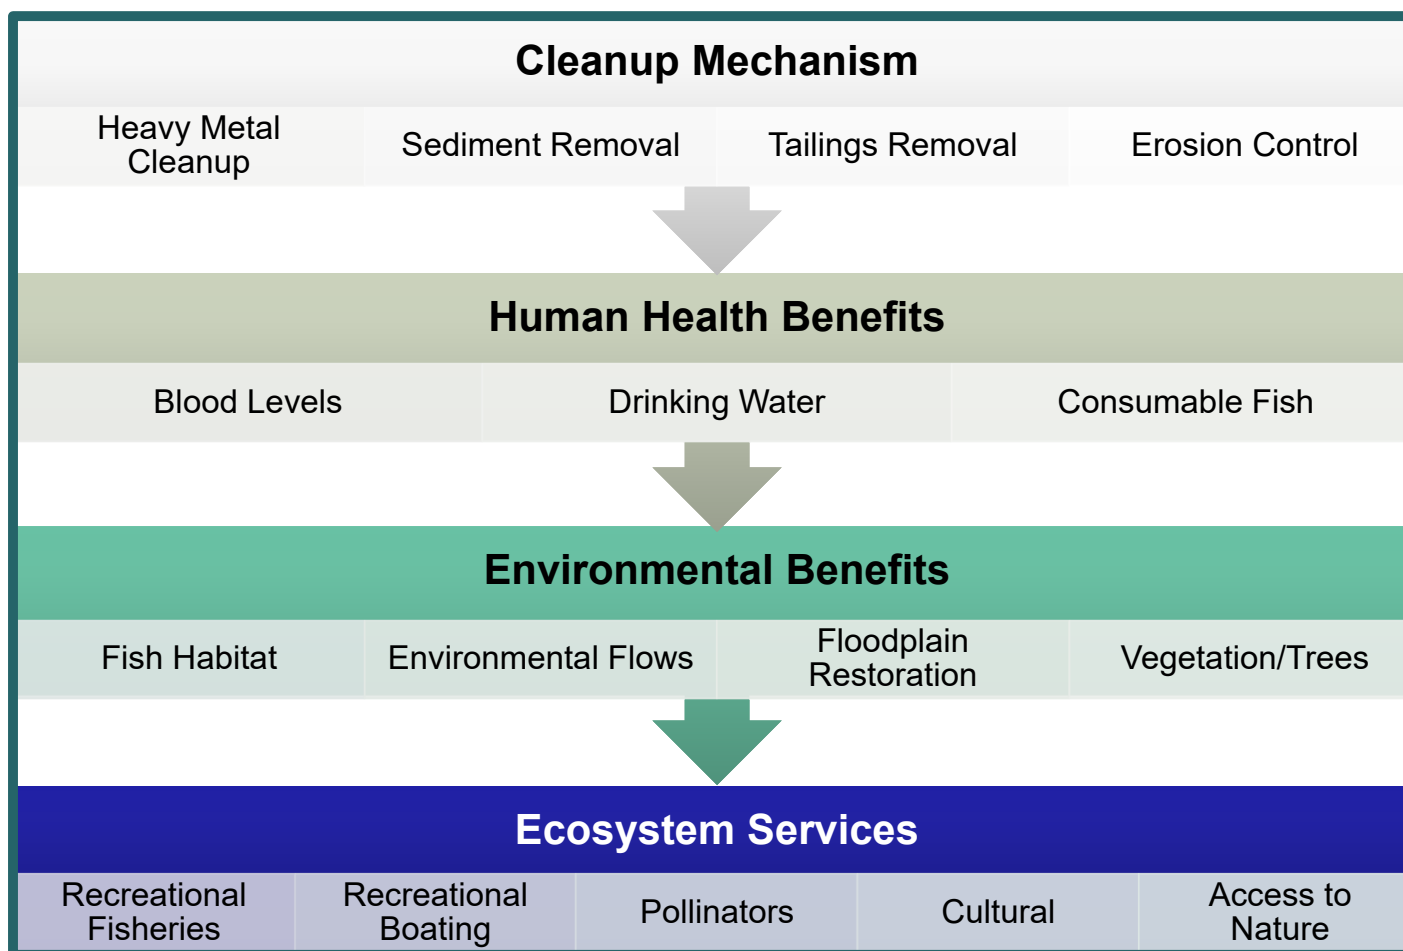 Cleanup Mechanism
Heavy Metal
Cleanup
Sediment Removal
Tailings Removal
Erosion Control
Human Health Benefits
Blood Levels
Drinking Water
Consumable Fish
Environmental Benefits
Fish Habitat
Environmental Flows
Floodplain
Restoration
Vegetation/Trees
Ecosystem Services
Recreational
Fisheries
Recreational
Boating
Pollinators
Cultural
Access to
Nature